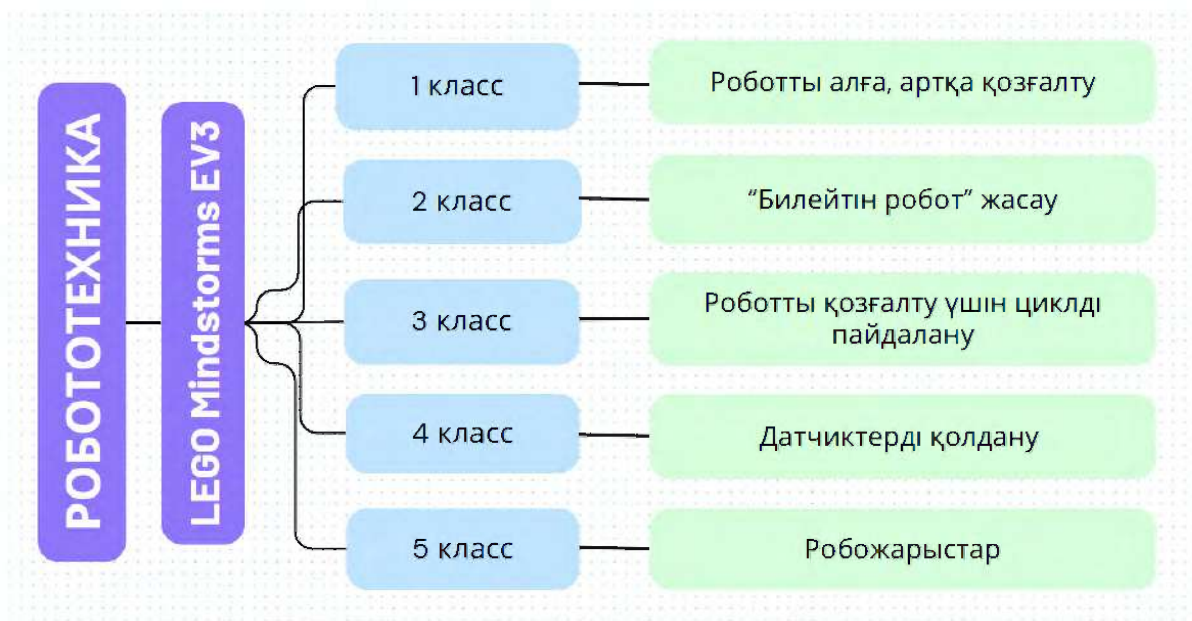 РОБОТОТЕХНИКА
LEGO Mindstorms EV3
1 класс
Роботты алға, артқа қозғалту
2 класс
“Билейтін робот” жасау
3 класс
Роботты қозғалту үшін циклді
пайдалану
4 класс
Датчиктерді қолдану
5 класс
Робожарыстар